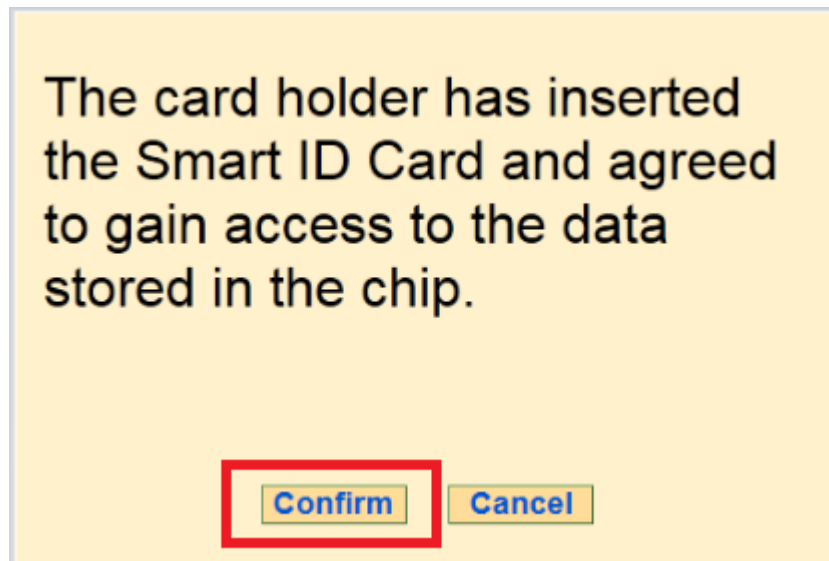 The card holder has inserted
the Smart ID Card and agreed
to gain access to the data
stored in the chip.
Confirm Cancel